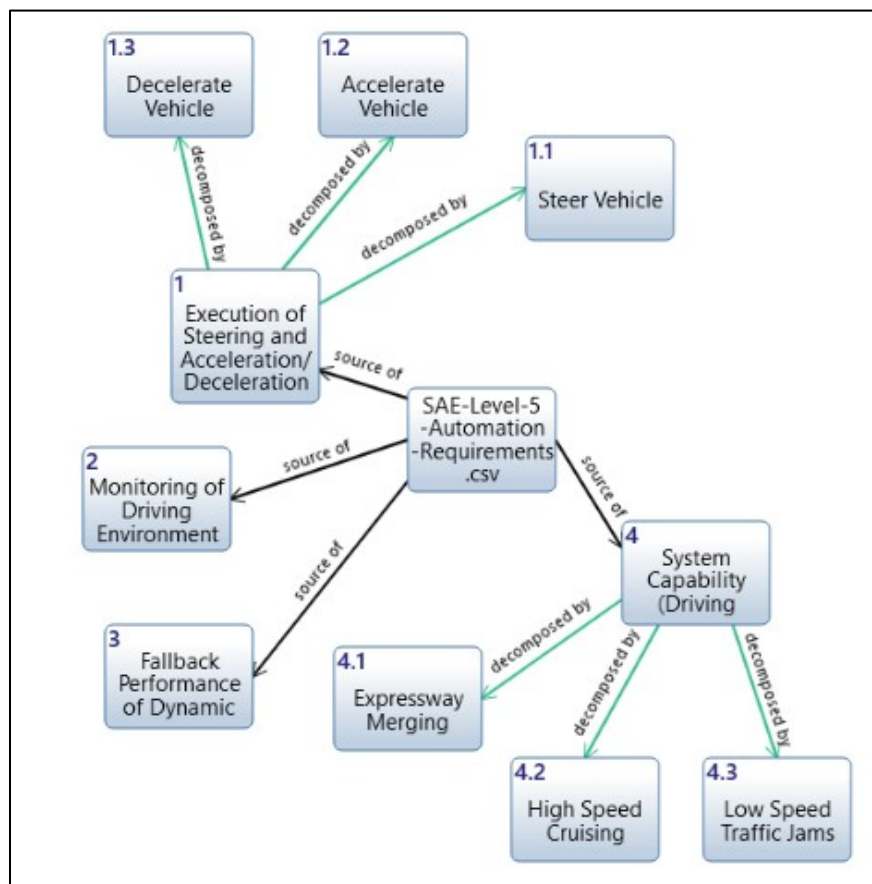 1.3
Decelerate
Vehicle
1.2
Accelerate
Vehicle
1.1
Steer Vehicle
decomposed by
decomposed by
decomposed by
1
Execution of
Steering and
Acceleration/
Deceleration
source of
SAE-Level-5
-Automation
-Requirements
.csv
source of
source of
source of
2
Monitoring of
Driving
Environment
4
System
Capability
(Driving
3
Fallback
Performance
of Dynamic
decomposed by
decomposed by
decomposed by
4.1
Expressway
Merging
4.2
High Speed
Cruising
4.3
Low Speed
Traffic Jams